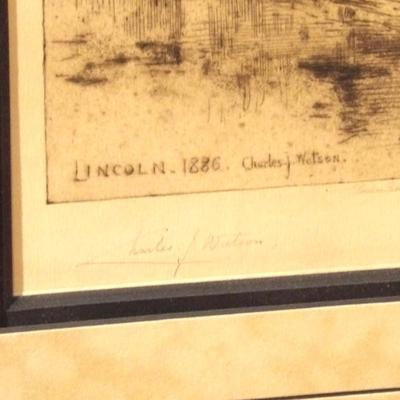 LINCOLN. 1886. Charles. J. Watson.
Charles. J Watson.